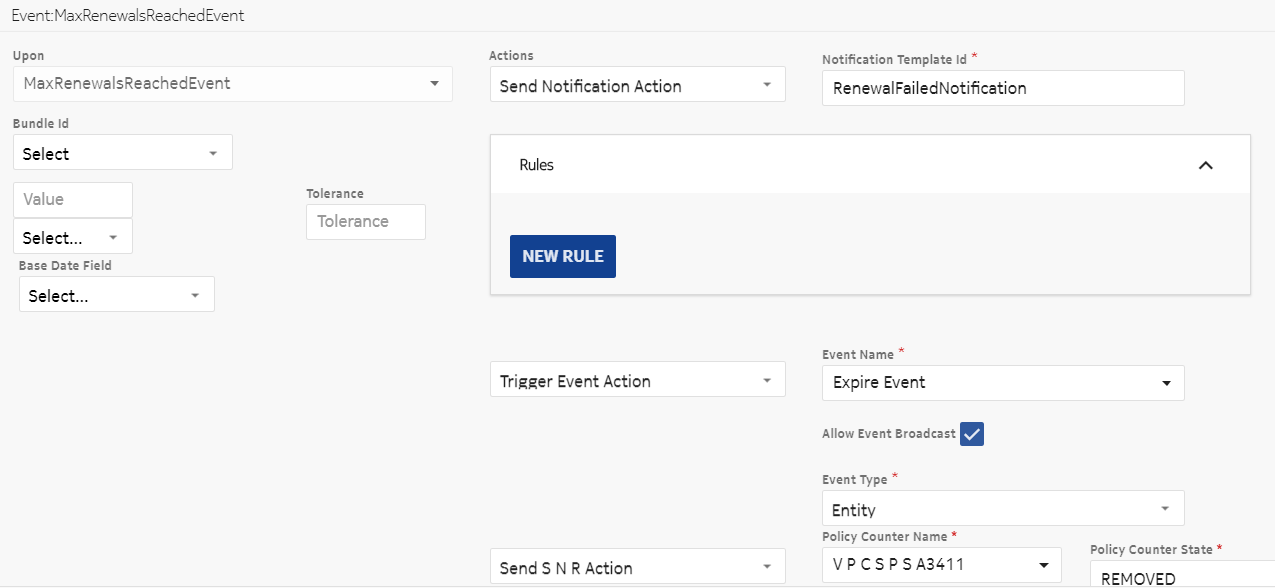 Event:MaxRenewalsReachedEvent
Upon
MaxRenewalsReachedEvent
Actions
Send Notification Action
Notification Template Id *
RenewalFailedNotification
Bundle Id
Select
Rules
Value
Tolerance
Tolerance
Select...
NEW RULE
Base Date Field
Select...
Trigger Event Action
Event Name *
Expire Event
Allow Event Broadcast
Event Type *
Entity
Send S N R Action
Policy Counter Name *
V P C S P S A3411
Policy Counter State *
REMOVED